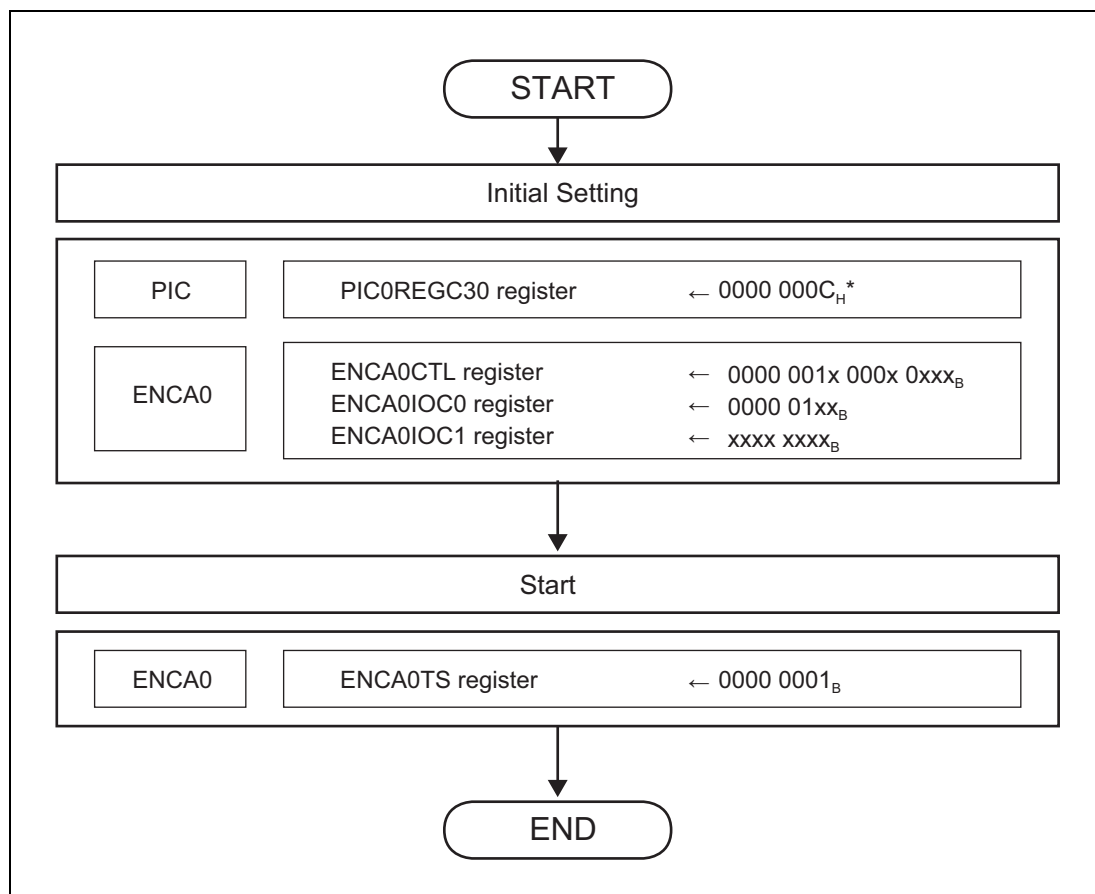 START
Initial Setting
PIC
PIC0REGC30 register ← 0000 000CH*
ENCA0
ENCA0CTL register ← 0000 001x 000x 0xxxB
ENCA0IOC0 register ← 0000 01xxB
ENCA0IOC1 register ← xxxx xxxxB
Start
ENCA0
ENCA0TS register ← 0000 0001B
END